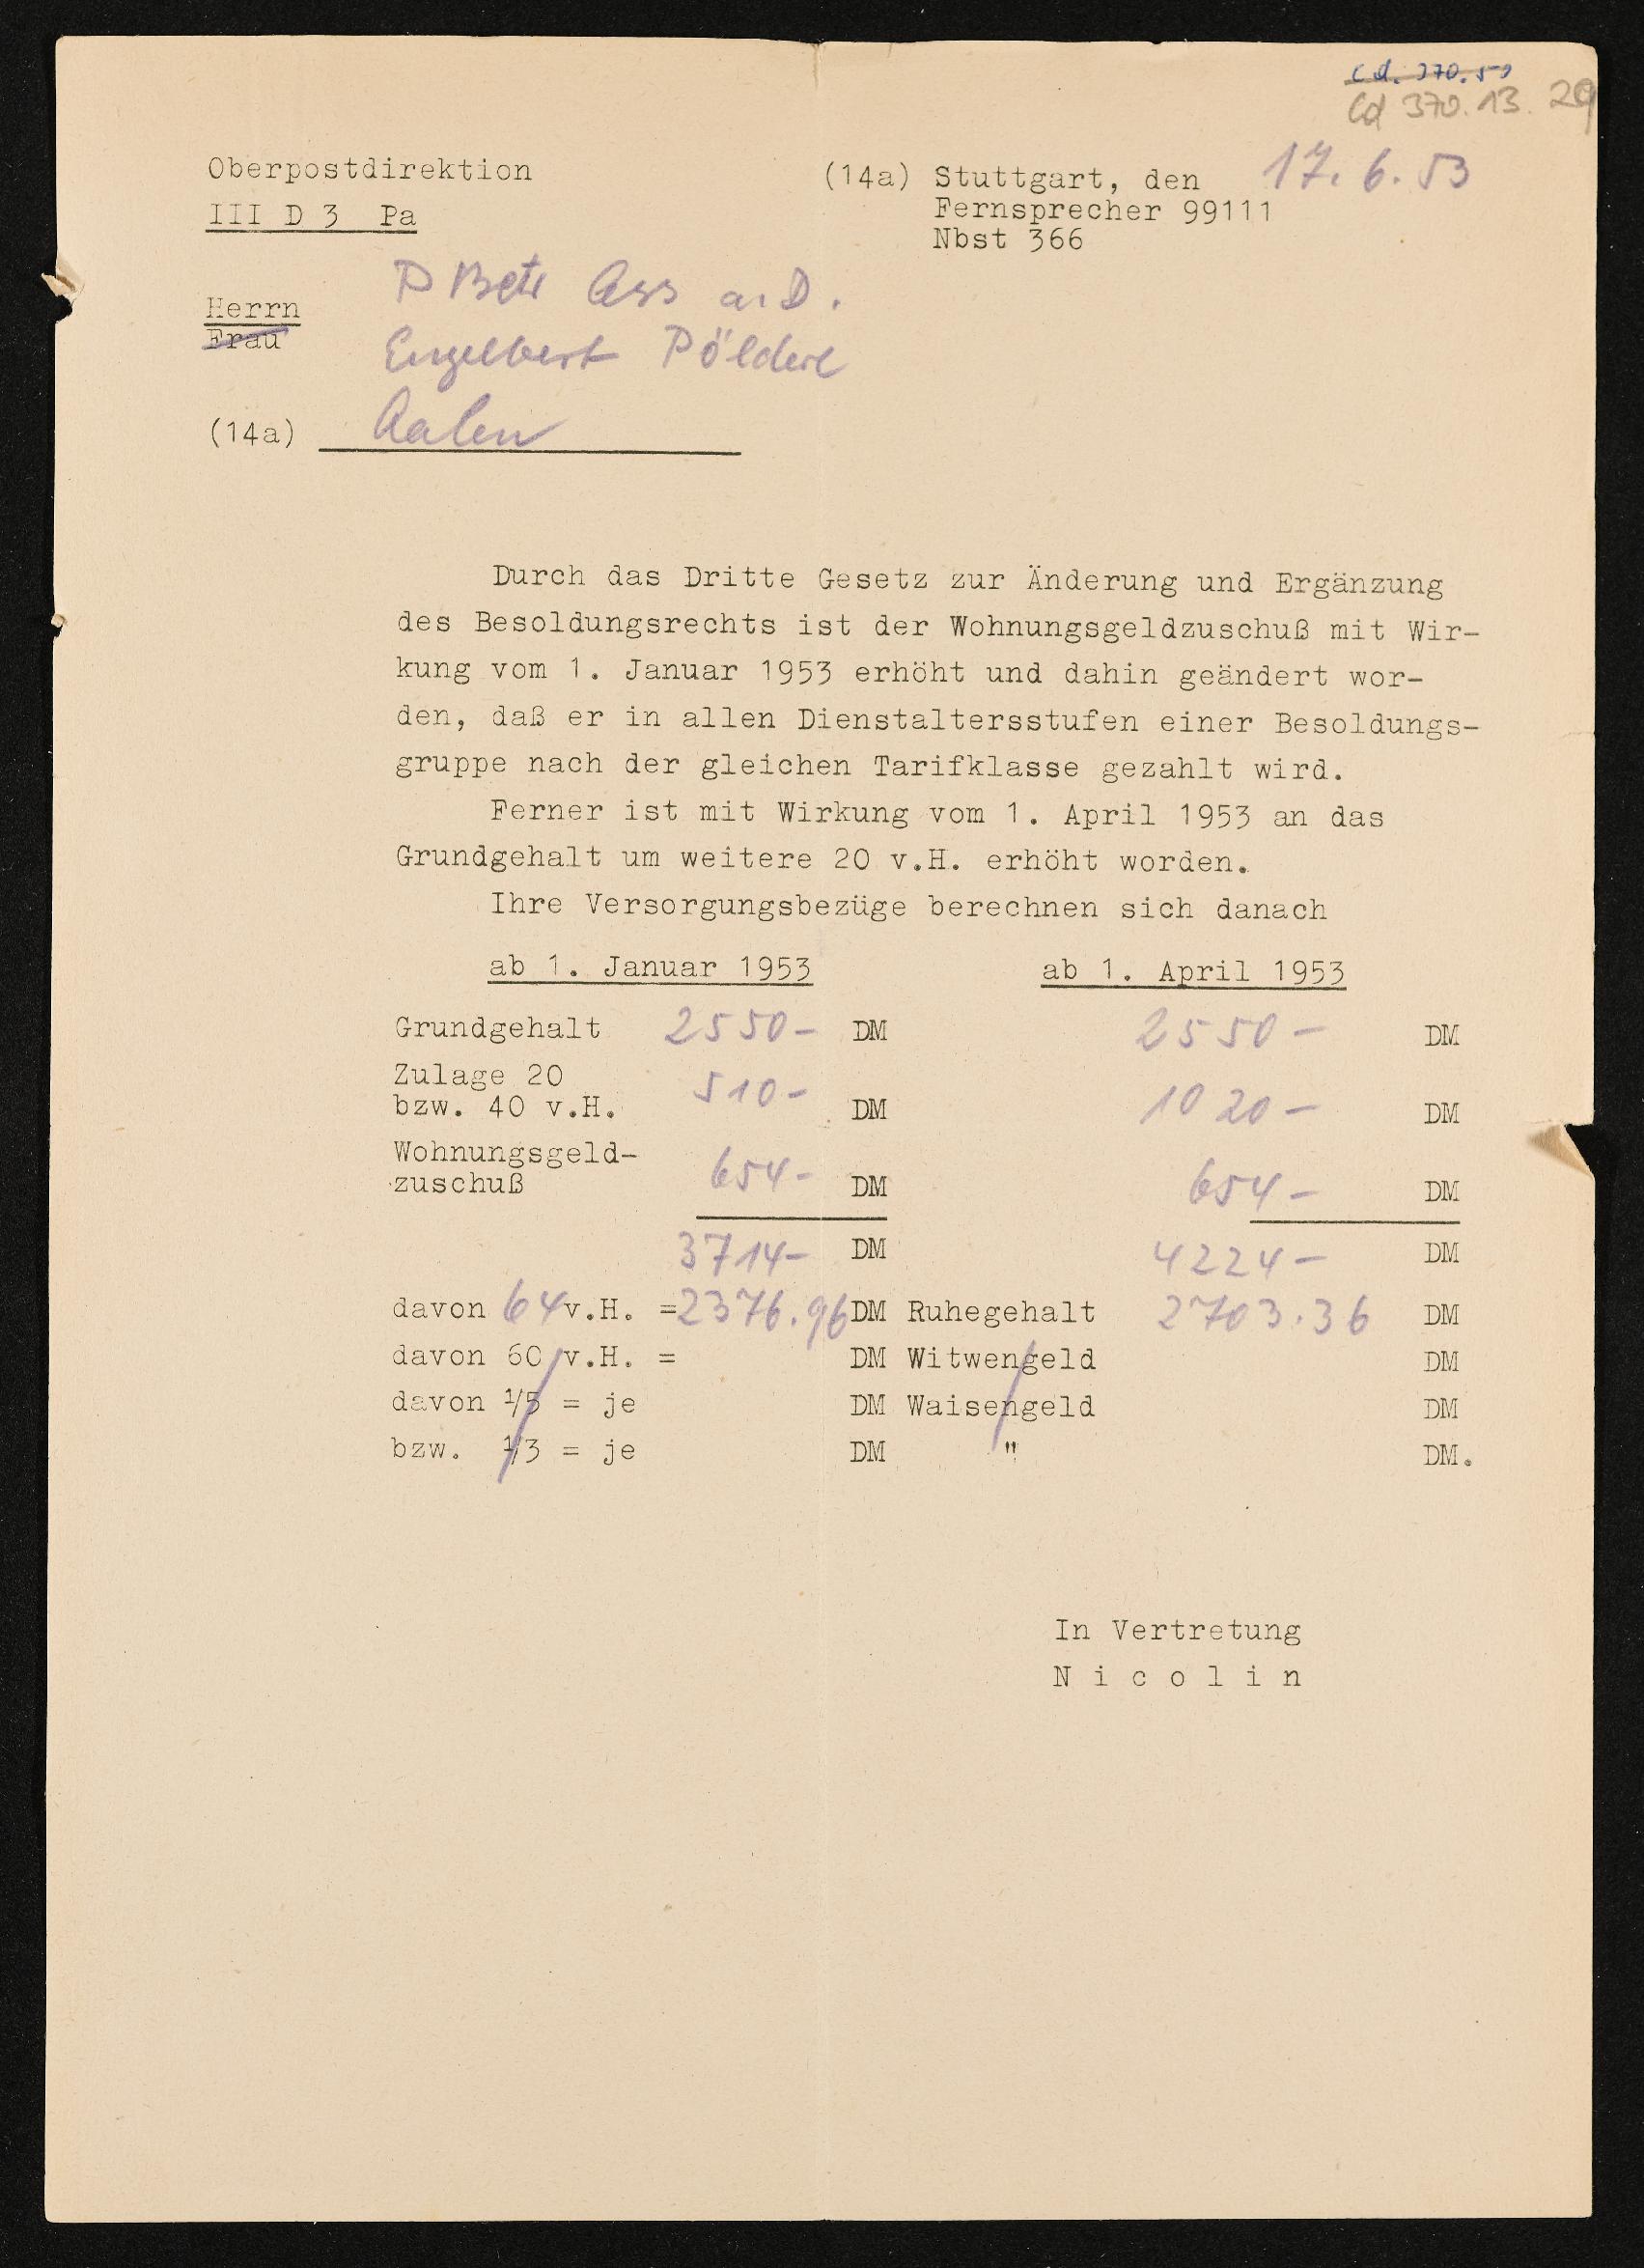 Cd. 370.50
Cd 370.13. 29
Oberpostdirektion
III D 3 Pa
(14a) Stuttgart, den 17. 6. 53
Fernsprecher 99111
Nbst 366
Herrn
Frau
P Betr Ass a.D.
Engelbert Pölderl
(14a) Aalen
Durch das Dritte Gesetz zur Änderung und Ergänzung
des Besoldungsrechts ist der Wohnungsgeldzuschuß mit Wir-
kung vom 1. Januar 1953 erhöht und dahin geändert wor-
den, daß er in allen Dienstaltersstufen einer Besoldungs-
gruppe nach der gleichen Tarifklasse gezahlt wird.
Ferner ist mit Wirkung vom 1. April 1953 an das
Grundgehalt um weitere 20 v.H. erhöht worden.
Ihre Versorgungsbezüge berechnen sich danach
ab 1. Januar 1953 ab 1. April 1953
Grundgehalt 2550- DM 2550- DM
Zulage 20
bzw. 40 v.H. 510- DM 1020- DM
Wohnungsgeld-
zuschuß 654- DM 654- DM
3714- DM 4224- DM
davon 64 v.H. =2376.96 DM Ruhegehalt 2703.36 DM
davon 60 v.H. = DM Witwengeld DM
davon 1/5 = je DM Waisengeld DM
bzw. 1/3 = je DM " DM.
In Vertretung
N i c o l i n